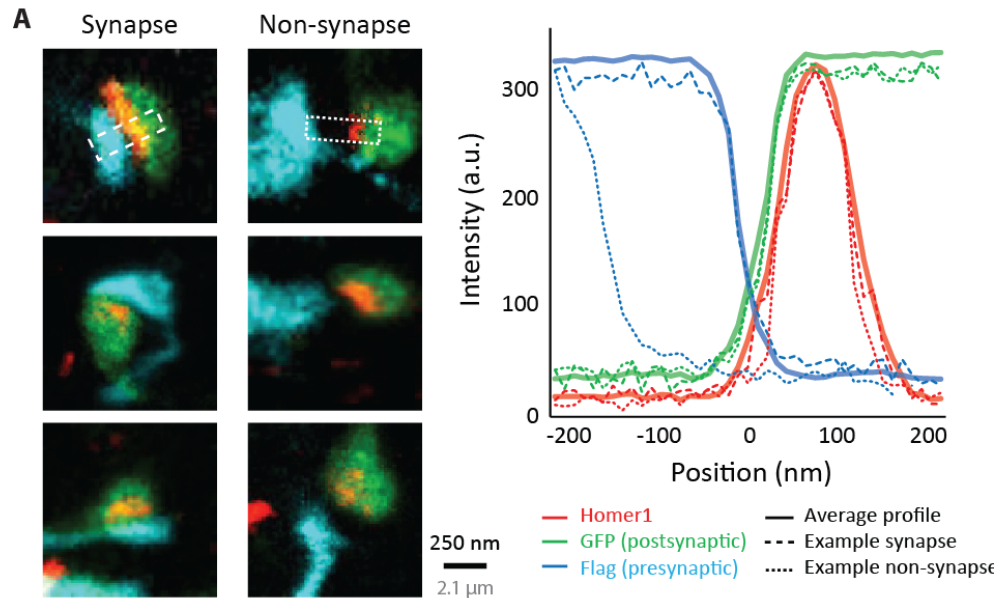 A
Synapse
Non-synapse
Intensity (a.u.)
300
200
100
0
-200
-100
0
100
200
Position (nm)
250 nm
2.1 µm
Homer1
GFP (postsynaptic)
Flag (presynaptic)
Average profile
Example synapse
Example non-synapse